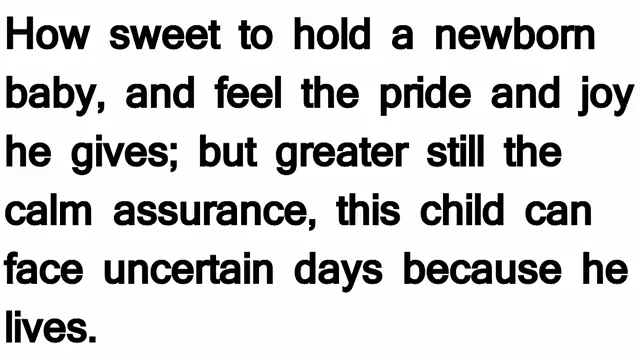 How sweet to hold a newborn
baby, and feel the pride and joy
he gives; but greater still the
calm assurance, this child can
face uncertain days because he
lives.